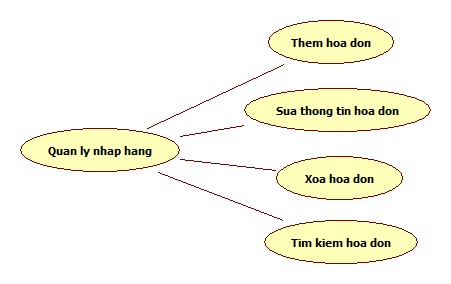 Them hoa don
Sua thong tin hoa don
Quan ly nhap hang
Xoa hoa don
Tim kiem hoa don